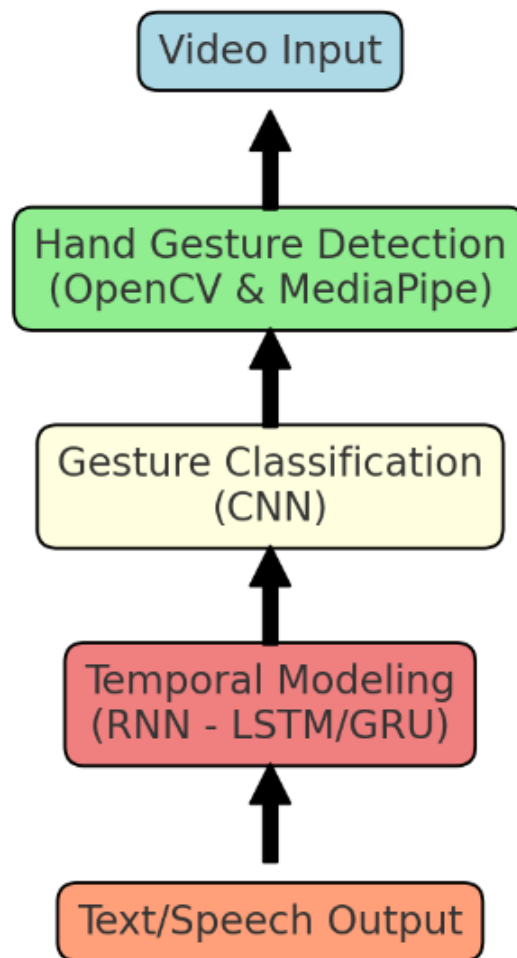 Video Input
Hand Gesture Detection
(OpenCV & MediaPipe)
Gesture Classification
(CNN)
Temporal Modeling
(RNN - LSTM/GRU)
Text/Speech Output